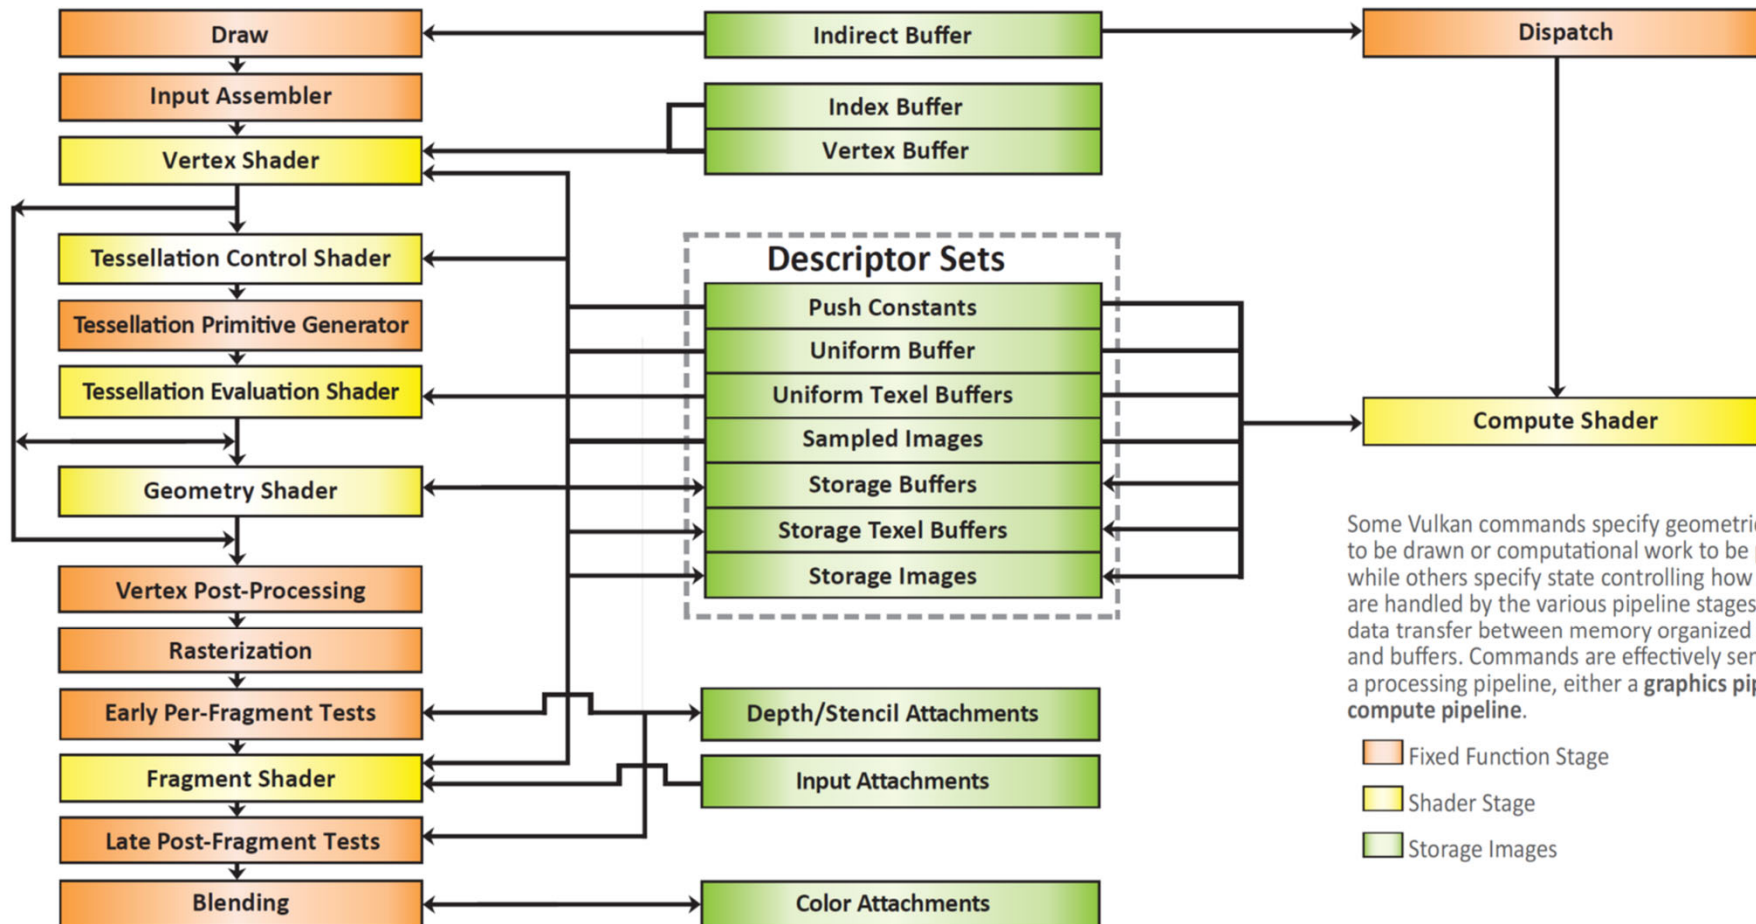 Draw
Input Assembler
Vertex Shader
Tessellation Control Shader
Tessellation Primitive Generator
Tessellation Evaluation Shader
Geometry Shader
Vertex Post-Processing
Rasterization
Early Per-Fragment Tests
Fragment Shader
Late Post-Fragment Tests
Blending
Indirect Buffer
Index Buffer
Vertex Buffer
Descriptor Sets
Push Constants
Uniform Buffer
Uniform Texel Buffers
Sampled Images
Storage Buffers
Storage Texel Buffers
Storage Images
Depth/Stencil Attachments
Input Attachments
Color Attachments
Dispatch
Compute Shader
Some Vulkan commands specify
to be drawn or computational work to be
while others specify state controlling how
are handled by the various pipeline stages
data transfer between memory organized
and buffers. Commands are effectively
a processing pipeline, either a graphics
compute pipeline.
Fixed Function Stage
Shader Stage
Storage Images